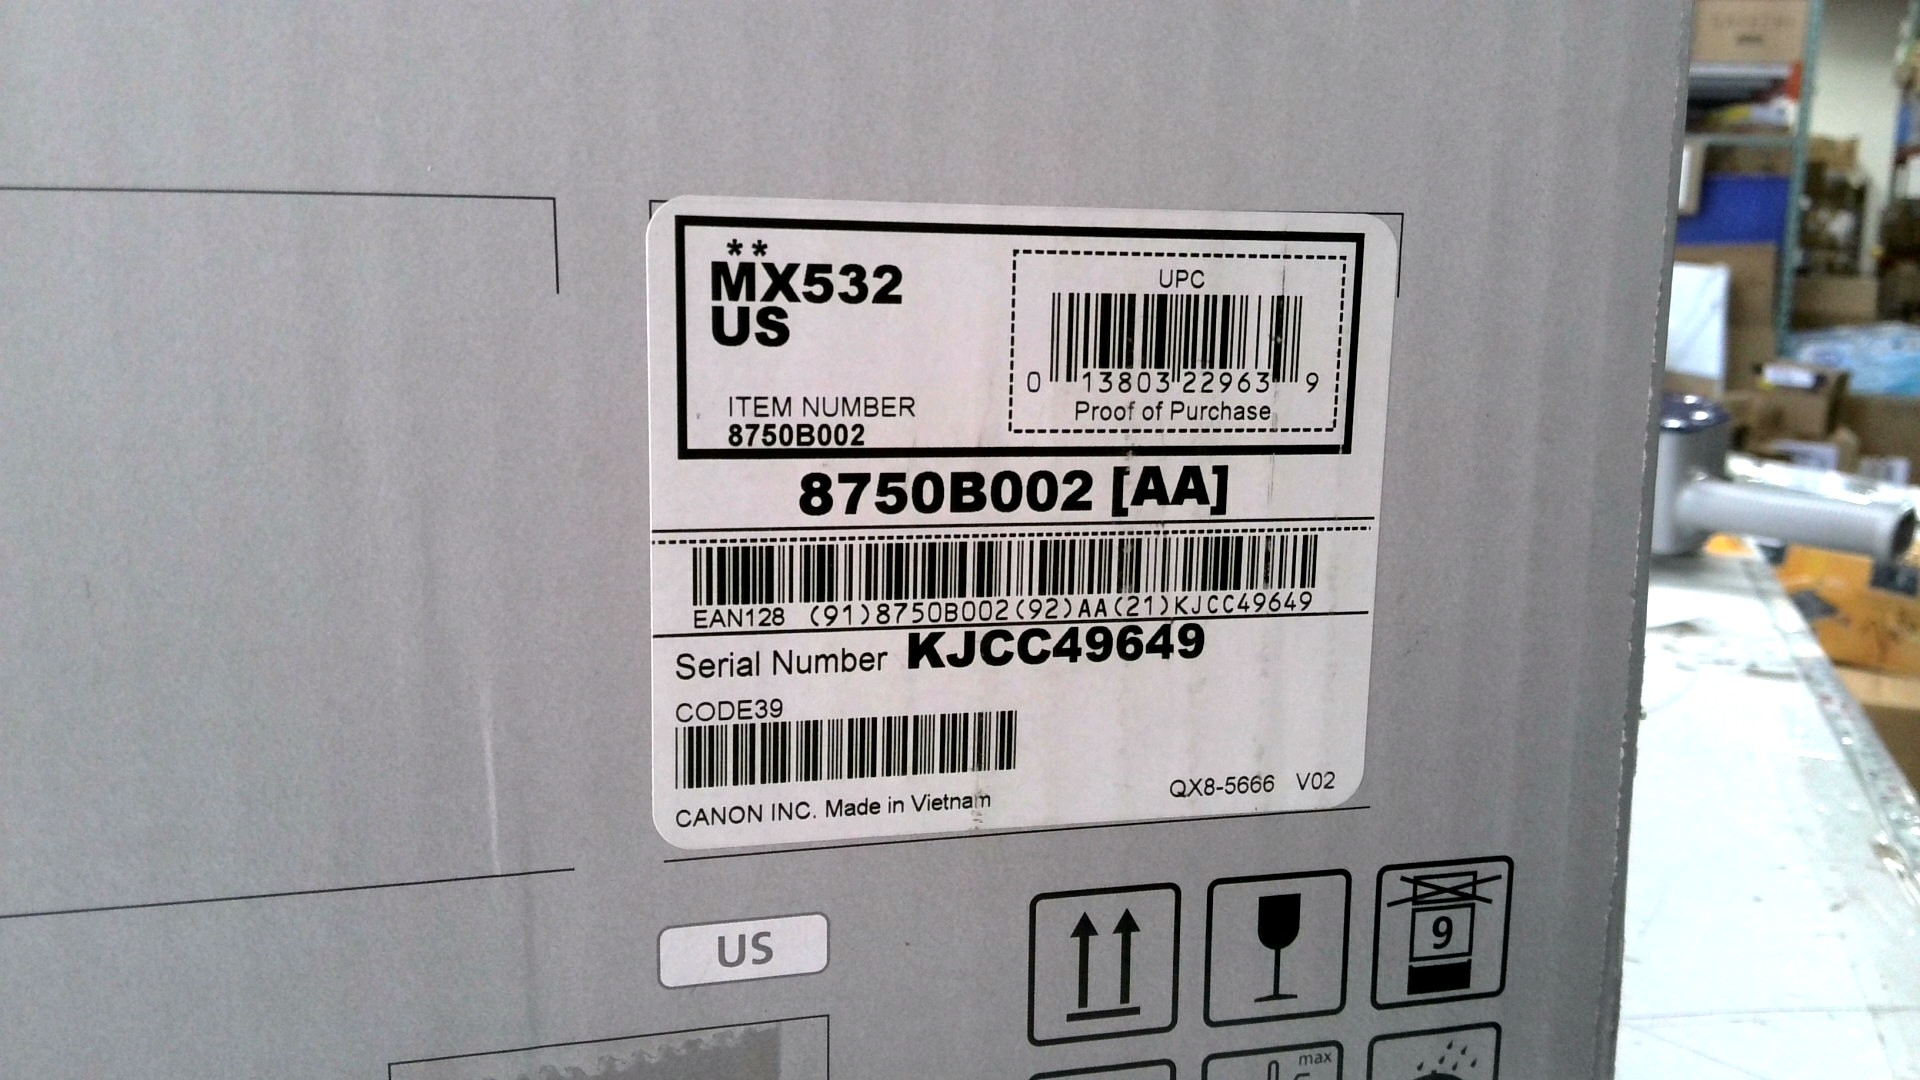 **
MX532
US
UPC
0 13803 22963 9
Proof of Purchase
ITEM NUMBER
8750B002
8750B002 [AA]
EAN128 (91)8750B002(92)AA(21)KJCC49649
Serial Number KJCC49649
CODE39
CANON INC. Made in Vietnam
QX8-5666 V02
US
9
max